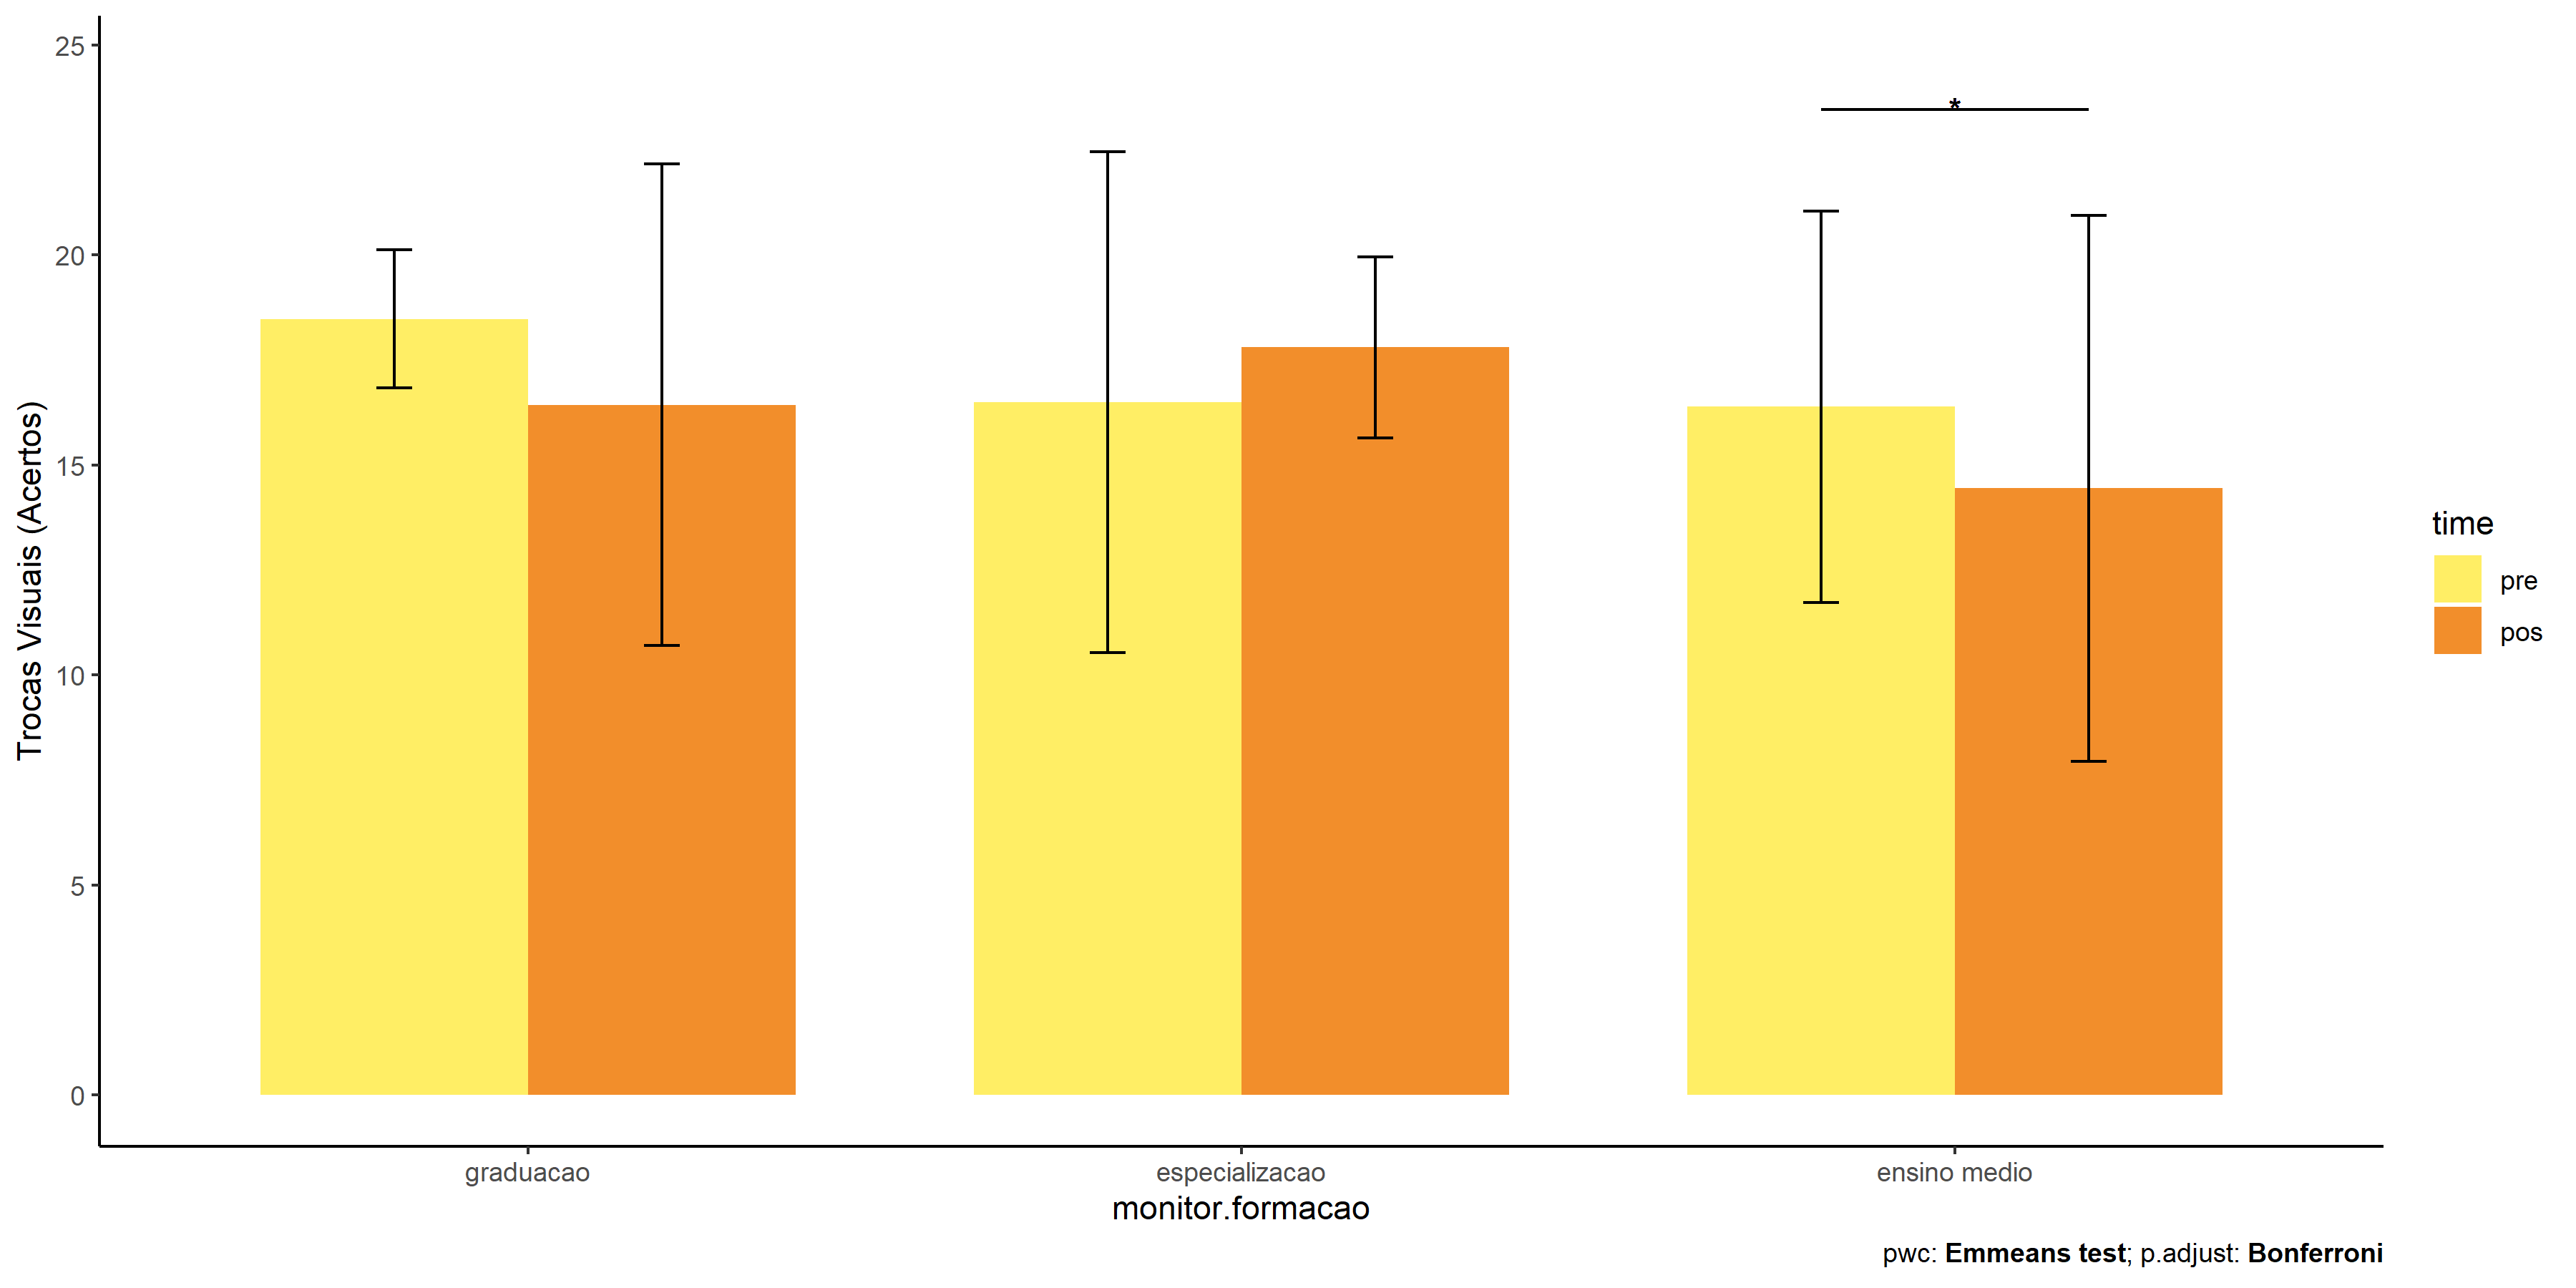 25
20
15
10
5
0
Trocas Visuais (Acertos)
*
graduacao
especializacao
ensino medio
monitor.formacao
time
pre
pos
pwc: Emmeans test; p.adjust: Bonferroni